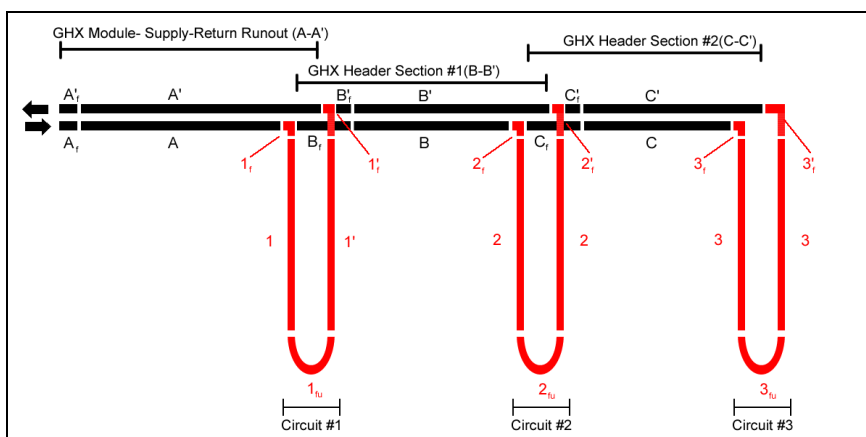 GHX Module- Supply-Return Runout (A-A')
GHX Header Section #2(C-C')
GHX Header Section #1(B-B')
A'f A' B'f B' C'f C'
Af A Bf B Cf C
1f 1'f 2f 2'f 3f 3'f
1 1' 2 2 3 3
1fu 2fu 3fu
Circuit #1 Circuit #2 Circuit #3